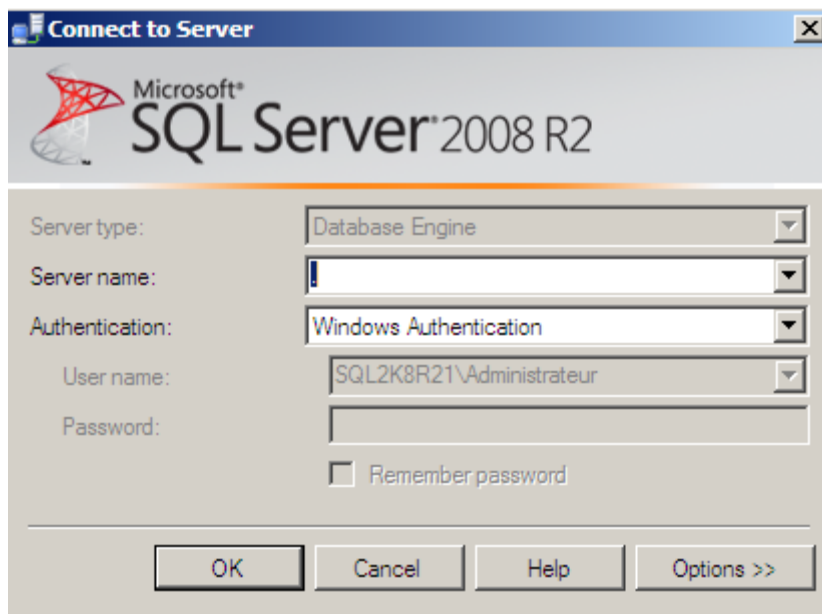 Connect to Server
Microsoft®
SQL Server® 2008 R2
Server type: Database Engine
Server name: .
Authentication: Windows Authentication
User name: SQL2K8R21\Administrateur
Password:
Remember password
OK Cancel Help Options >>